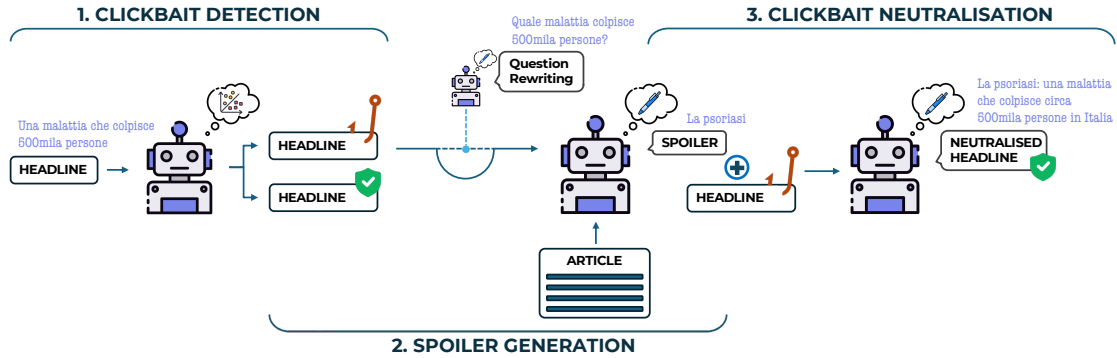 1. CLICKBAIT DETECTION
Una malattia che colpisce
500mila persone
HEADLINE
HEADLINE
HEADLINE
Quale malattia colpisce
500mila persone?
Question
Rewriting
ARTICLE
La psoriasi
SPOILER
2. SPOILER GENERATION
3. CLICKBAIT NEUTRALISATION
HEADLINE
La psoriasi: una malattia
che colpisce circa
500mila persone in Italia
NEUTRALISED
HEADLINE